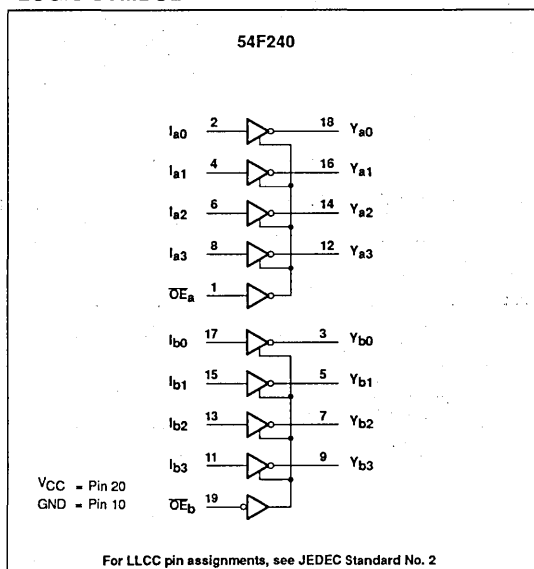 54F240
Ia0 2 18 Ya0
Ia1 4 16 Ya1
Ia2 6 14 Ya2
Ia3 8 12 Ya3
OEa 1
Ib0 17 3 Yb0
Ib1 15 5 Yb1
Ib2 13 7 Yb2
Ib3 11 9 Yb3
VCC = Pin 20
GND = Pin 10
OEb 19
For LLCC pin assignments, see JEDEC Standard No. 2